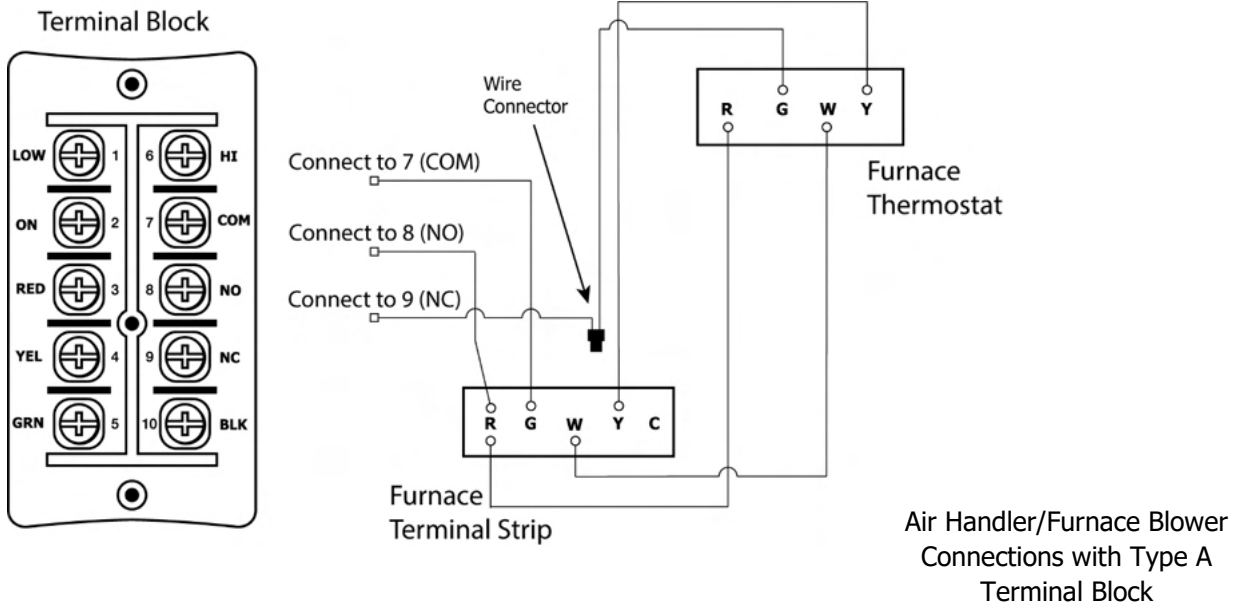 Terminal Block
LOW 1 6 HI
ON 2 7 COM
RED 3 8 NO
YEL 4 9 NC
GRN 5 10 BLK
Wire
Connector
Connect to 7 (COM)
Connect to 8 (NO)
Connect to 9 (NC)
R G W Y
Furnace
Thermostat
R G W Y C
Furnace
Terminal Strip
Air Handler/Furnace Blower
Connections with Type A
Terminal Block